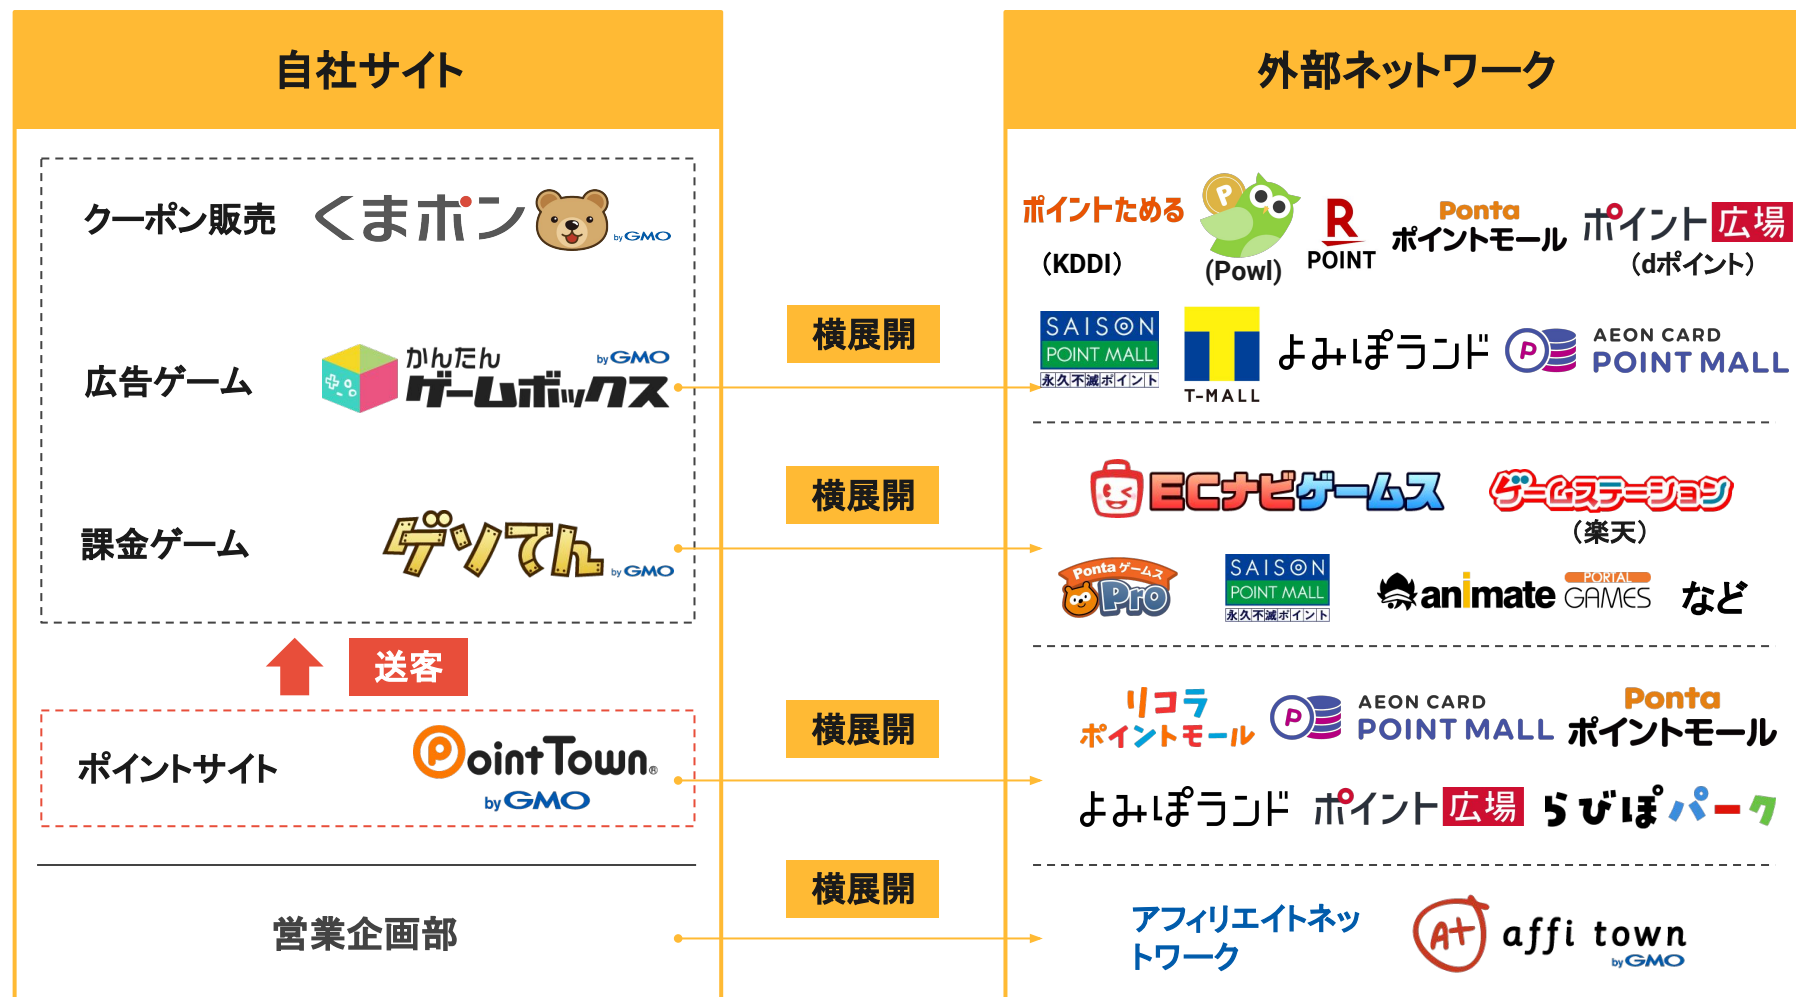 自社サイト
外部ネットワーク
クーポン販売
くまポン
by GMO
広告ゲーム
かんたん
by GMO
ゲームボックス
課金ゲーム
ゲソてん
by GMO
送客
ポイントサイト
Point Town®
by GMO
営業企画部
横展開
横展開
横展開
横展開
ポイントためる
(KDDI)
P
(Powl)
R
POINT
Ponta
ポイントモール
ポイント広場
(dポイント)
SAISON
POINT MALL
永久不滅ポイント
T
T-MALL
よみぽランド
P
AEON CARD
POINT MALL
ECナビゲームス
ゲームステーション
(楽天)
Pontaゲームス
Pro
SAISON
POINT MALL
永久不滅ポイント
animate
PORTAL
GAMES
など
リコラ
ポイントモール
P
AEON CARD
POINT MALL
Ponta
ポイントモール
よみぽランド
ポイント広場
らびぽパーク
アフィリエイトネッ
トワーク
A+
affi town
by GMO